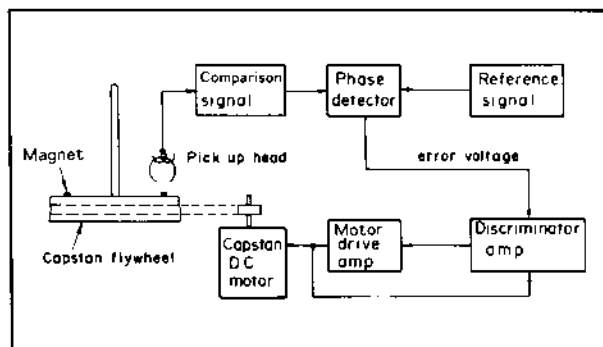 Comparison
signal
Phase
detector
Reference
signal
Magnet
Pick up head
error voltage
Capstan flywheel
Capstan
DC
motor
Motor
drive
amp
Discriminator
amp